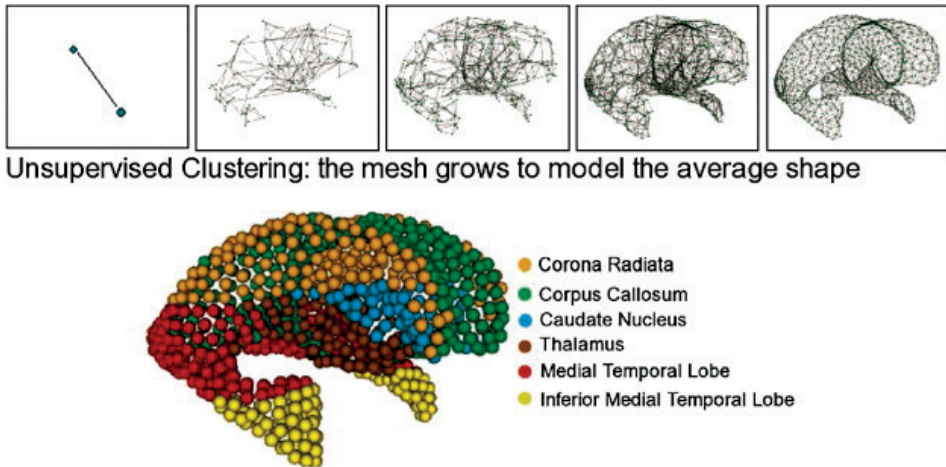 Unsupervised Clustering: the mesh grows to model the average shape
Corona Radiata
Corpus Callosum
Caudate Nucleus
Thalamus
Medial Temporal Lobe
Inferior Medial Temporal Lobe